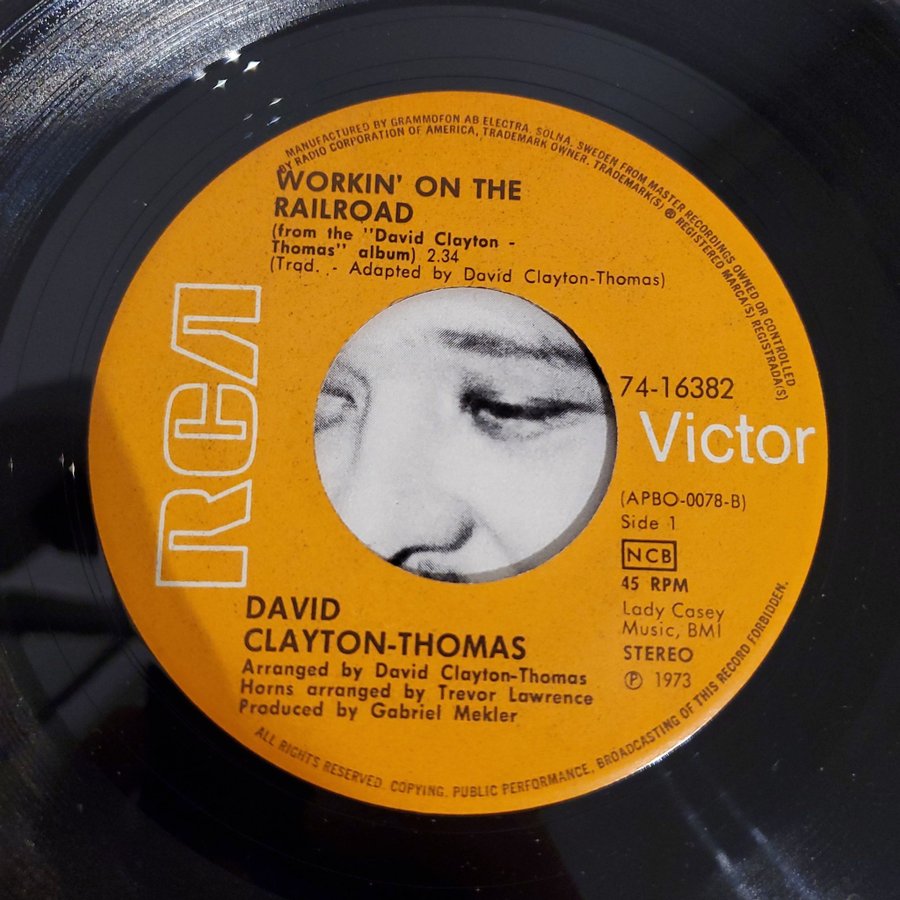 MANUFACTURED BY GRAMMOFON AB ELECTRA, SOLNA, SWEDEN FROM MASTER RECORDINGS OWNED OR CONTROLLED
BY RADIO CORPORATION OF AMERICA, TRADEMARK OWNER. TRADEMARK(S) ® REGISTERED MARCA(S) REGISTRADA(S)
WORKIN' ON THE
RAILROAD
(from the "David Clayton -
Thomas" album) 2.34
(Trad. - Adapted by David Clayton-Thomas)
RCA
74-16382
Victor
(APBO-0078-B)
Side 1
NCB
45 RPM
Lady Casey
Music, BMI
STEREO
Ⓟ 1973
DAVID
CLAYTON-THOMAS
Arranged by David Clayton-Thomas
Horns arranged by Trevor Lawrence
Produced by Gabriel Mekler
ALL RIGHTS RESERVED. COPYING, PUBLIC PERFORMANCE, BROADCASTING OF THIS RECORD FORBIDDEN.